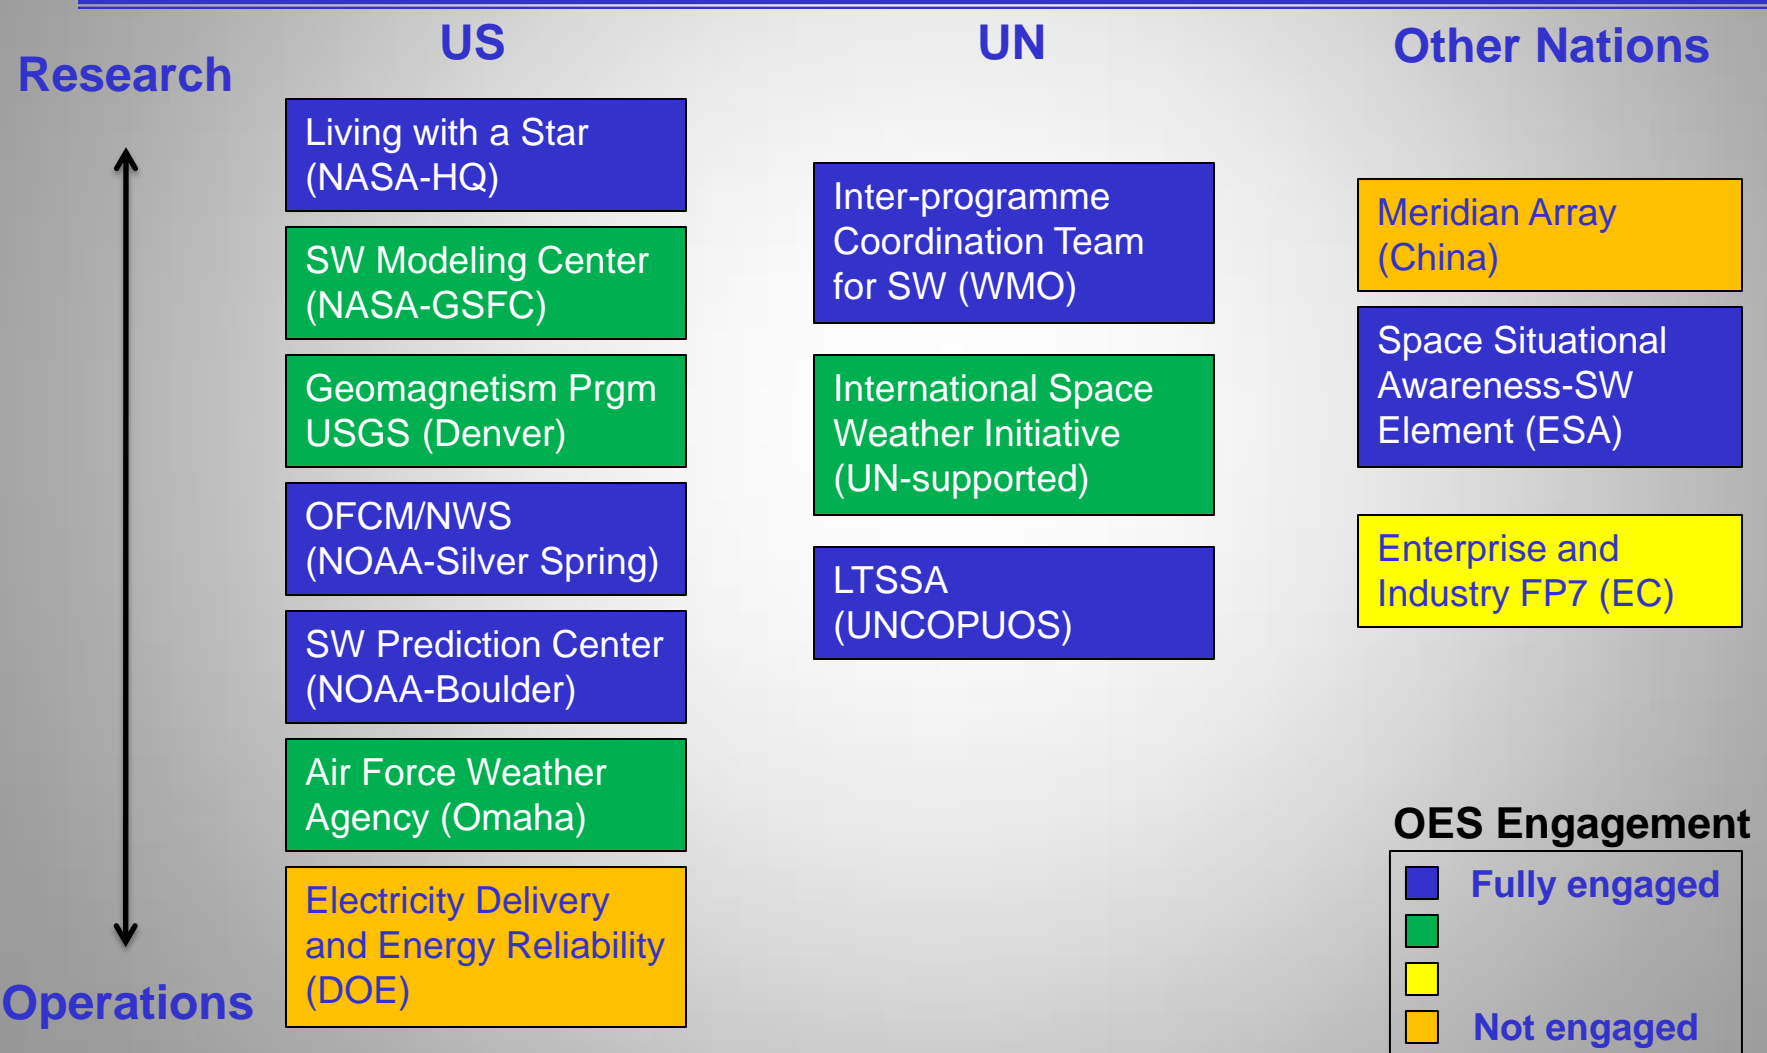 Research
US
UN
Other Nations
Living with a Star
(NASA-HQ)
SW Modeling Center
(NASA-GSFC)
Geomagnetism Prgm
USGS (Denver)
OFCM/NWS
(NOAA-Silver Spring)
SW Prediction Center
(NOAA-Boulder)
Air Force Weather
Agency (Omaha)
Electricity Delivery
and Energy Reliability
(DOE)
Operations
Inter-programme
Coordination Team
for SW (WMO)
International Space
Weather Initiative
(UN-supported)
LTSSA
(UNCOPUOS)
Meridian Array
(China)
Space Situational
Awareness-SW
Element (ESA)
Enterprise and
Industry FP7 (EC)
OES Engagement
Fully engaged
Not engaged